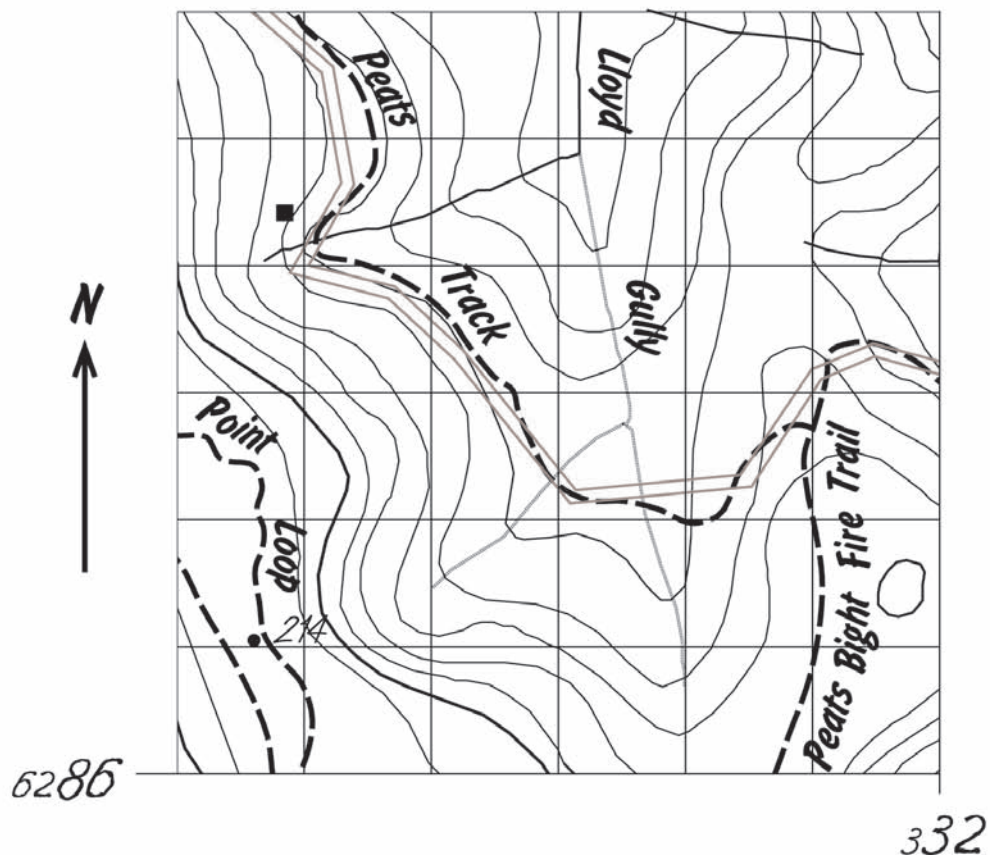 Peats
Track
Lloyd
Gully
N
Point
Loop
214
Peats Bight Fire Trail
6286
332